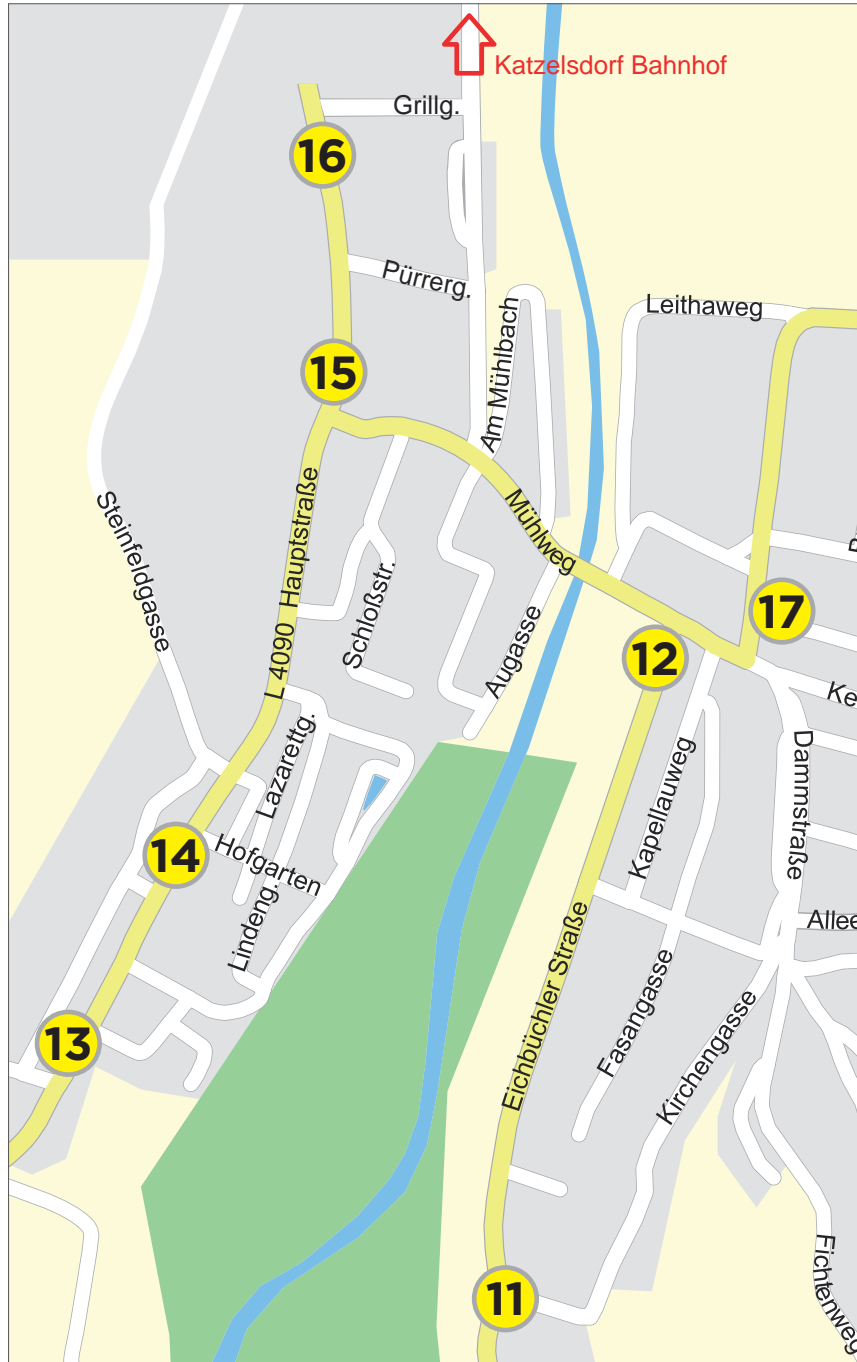 Katzelsdorf Bahnhof
Grillg.
16
Pürrerg.
Leithaweg
Am Mühlbach
15
Steinfeldgasse
L 4090 Hauptstraße
Mühlweg
Schloßstr.
Augasse
17
12
Ke
Lazarettg.
Dammstraße
Kapellauweg
14
Hofgarten
Lindeng.
Allee
Eichbüchler Straße
Fasangasse
Kirchengasse
13
Fichtenweg
11